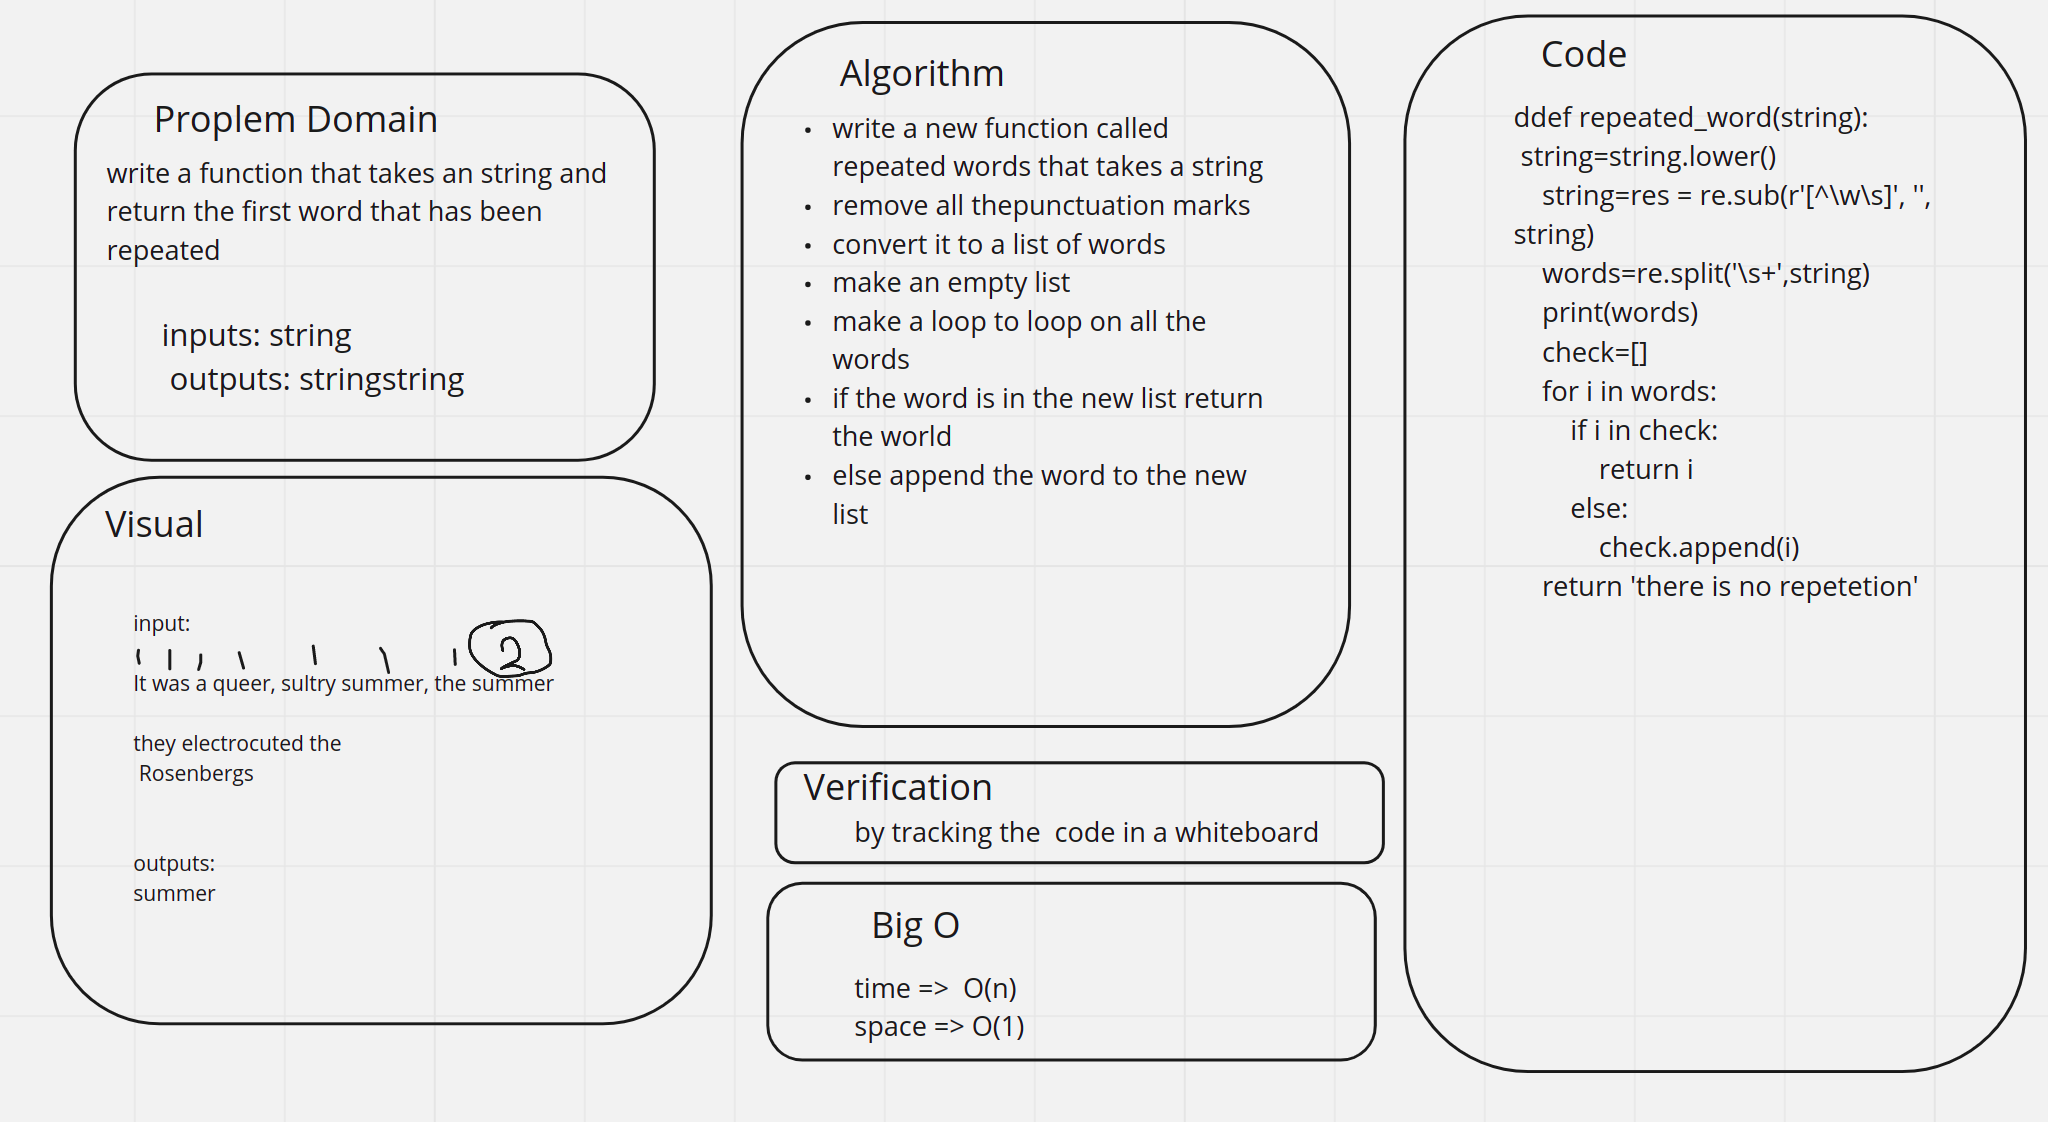 Proplem Domain
write a function that takes an string and
return the first word that has been
repeated
inputs: string
outputs: stringstring
Visual
input:
2
It was a queer, sultry summer, the summer
they electrocuted the
Rosenbergs
outputs:
summer
Algorithm
• write a new function called
repeated words that takes a string
• remove all thepunctuation marks
• convert it to a list of words
• make an empty list
• make a loop to loop on all the
words
• if the word is in the new list return
the world
• else append the word to the new
list
Verification
by tracking the  code in a whiteboard
Big O
time =>  O(n)
space => O(1)
Code
ddef repeated_word(string):
string=string.lower()
string=res = re.sub(r'[^\w\s]', '',
string)
words=re.split('\s+',string)
print(words)
check=[]
for i in words:
if i in check:
return i
else:
check.append(i)
return 'there is no repetetion'